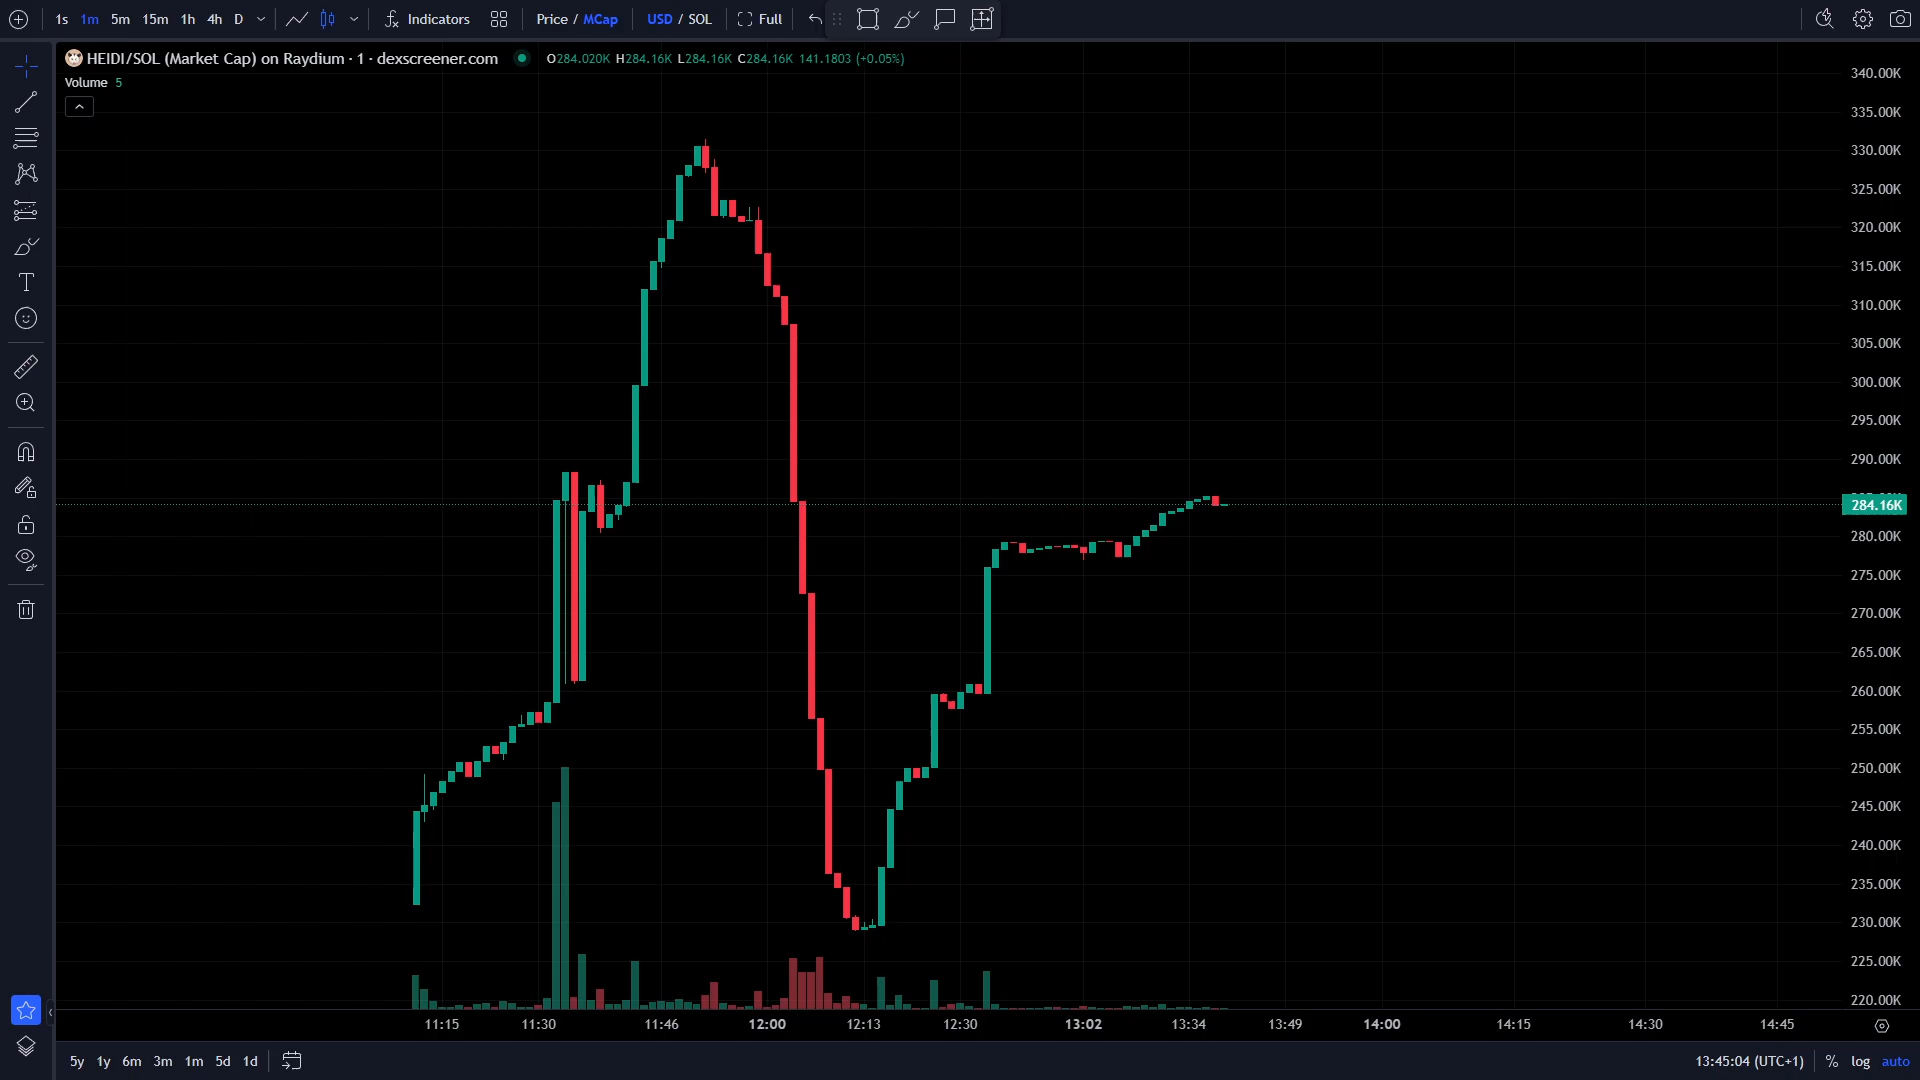 1s 1m 5m 15m 1h 4h D Indicators Price / MCap USD / SOL Full
HEIDI/SOL (Market Cap) on Raydium · 1 · dexscreener.com O284.020K H284.16K L284.16K C284.16K 141.1803 (+0.05%)
Volume 5
340.00K
335.00K
330.00K
325.00K
320.00K
315.00K
310.00K
305.00K
300.00K
295.00K
290.00K
284.16K
280.00K
275.00K
270.00K
265.00K
260.00K
255.00K
250.00K
245.00K
240.00K
235.00K
230.00K
225.00K
220.00K
11:15 11:30 11:46 12:00 12:13 12:30 13:02 13:34 13:49 14:00 14:15 14:30 14:45
5y 1y 6m 3m 1m 5d 1d 13:45:04 (UTC+1) % log auto